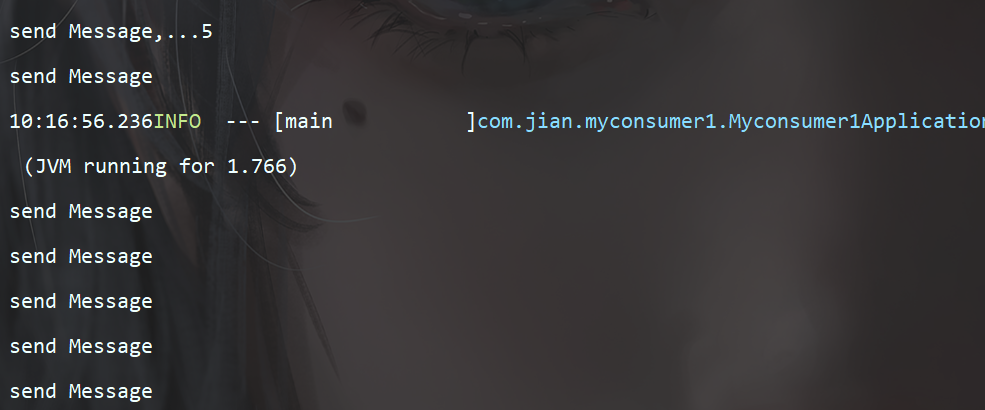 send Message,...5
send Message
10:16:56.236INFO  --- [main           ]com.jian.myconsumer1.Myconsumer1Application
 (JVM running for 1.766)
send Message
send Message
send Message
send Message
send Message